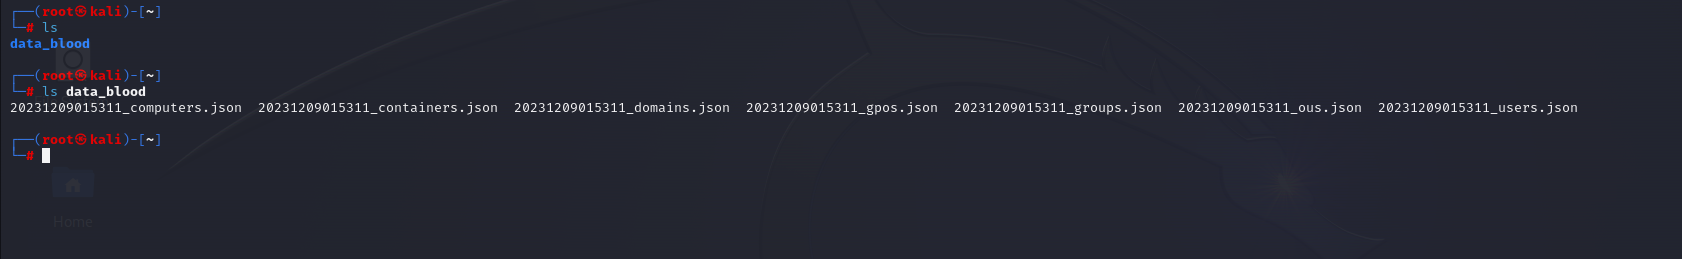 ┌──(root㉿kali)-[~]
└─# ls
data_blood
┌──(root㉿kali)-[~]
└─# ls data_blood
20231209015311_computers.json  20231209015311_containers.json  20231209015311_domains.json  20231209015311_gpos.json  20231209015311_groups.json  20231209015311_ous.json  20231209015311_users.json
┌──(root㉿kali)-[~]
└─#
Home